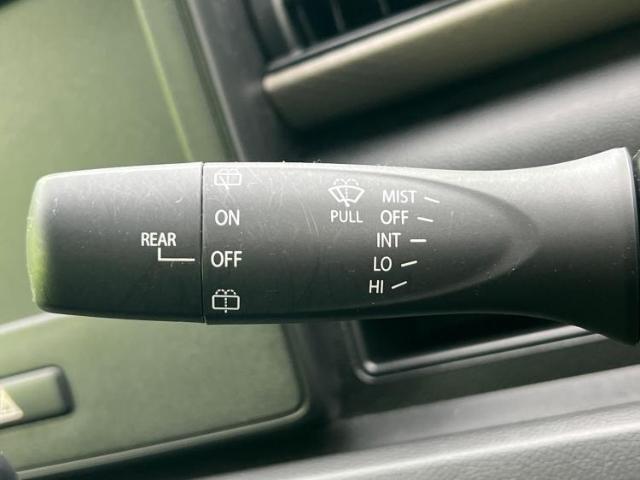 REAR
ON
OFF
PULL
MIST
OFF
INT
LO
HI